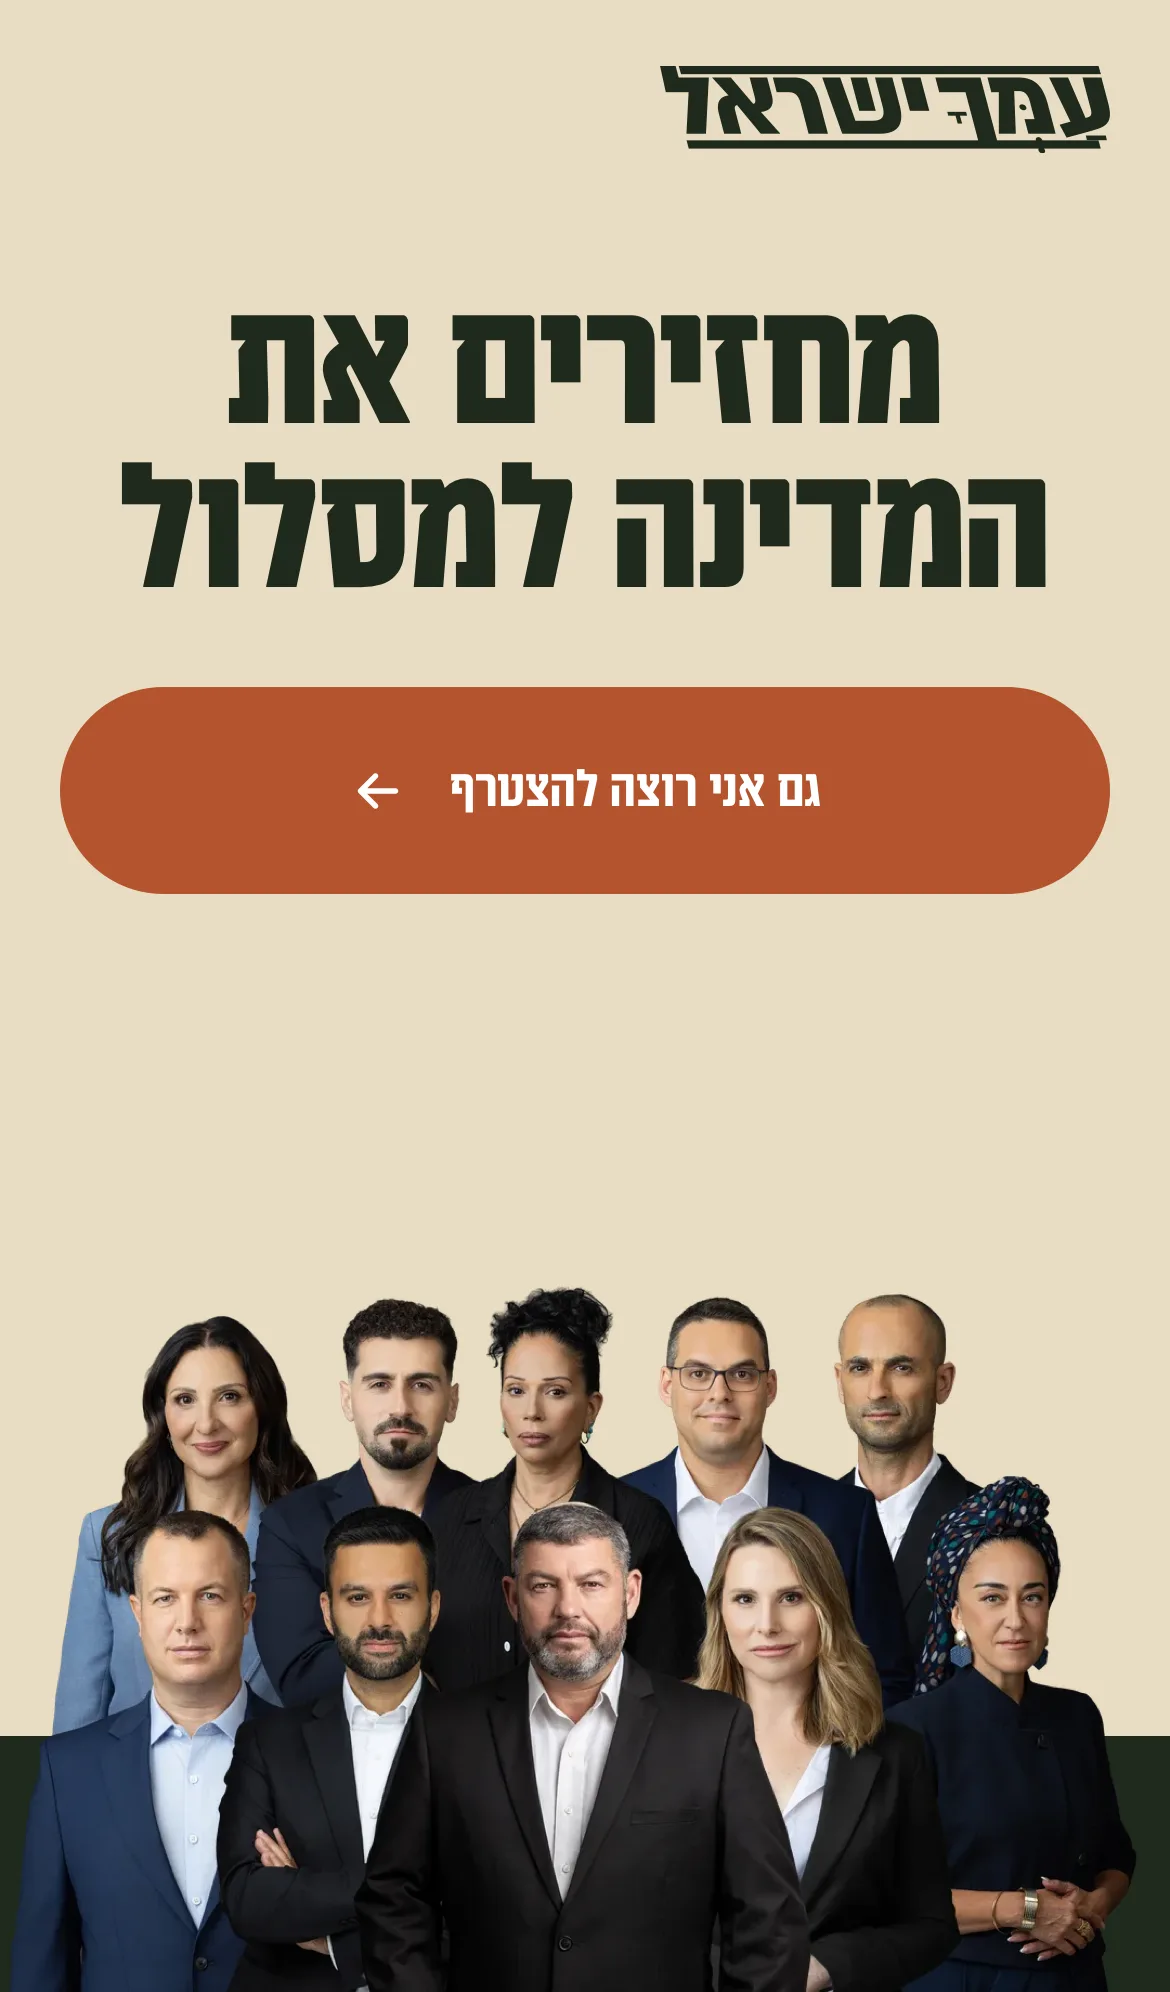 עַמְּךָ ישראל
מחזירים את
המדינה למסלול
גם אני רוצה להצטרף ←